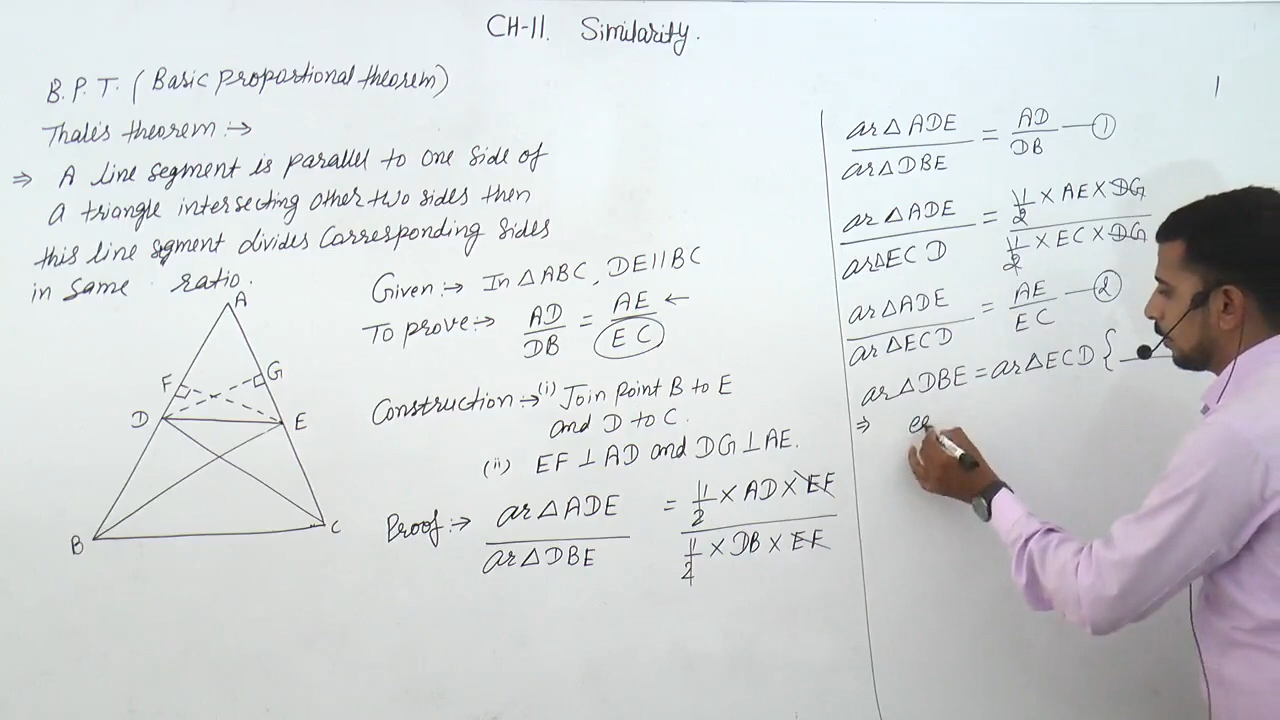 CH-11. Similarity.
B.P.T. (Basic proportional theorem)
Thale's theorem :→
⇒ A line segment is parallel to one side of
a triangle intersecting other two sides then
this line sigment divides Corresponding sides
in same ratio.
A
F
G
D
E
B
C
Given :→ In △ABC, DE||BC
To prove :→ AD/DB = AE/EC ←
Construction :→ (i) Join point B to E
and D to C.
(ii) EF ⊥ AD and DG ⊥ AE.
Proof :→ ar△ADE/ar△DBE = 1/2 × AD × EF / 1/2 × DB × EF
ar△ADE/ar△DBE = AD/DB — ①
ar△ADE/ar△ECD = 1/2 × AE × DG / 1/2 × EC × DG
ar△ADE/ar△ECD = AE/EC — ②
ar△DBE = ar△ECD {
⇒ eq
1